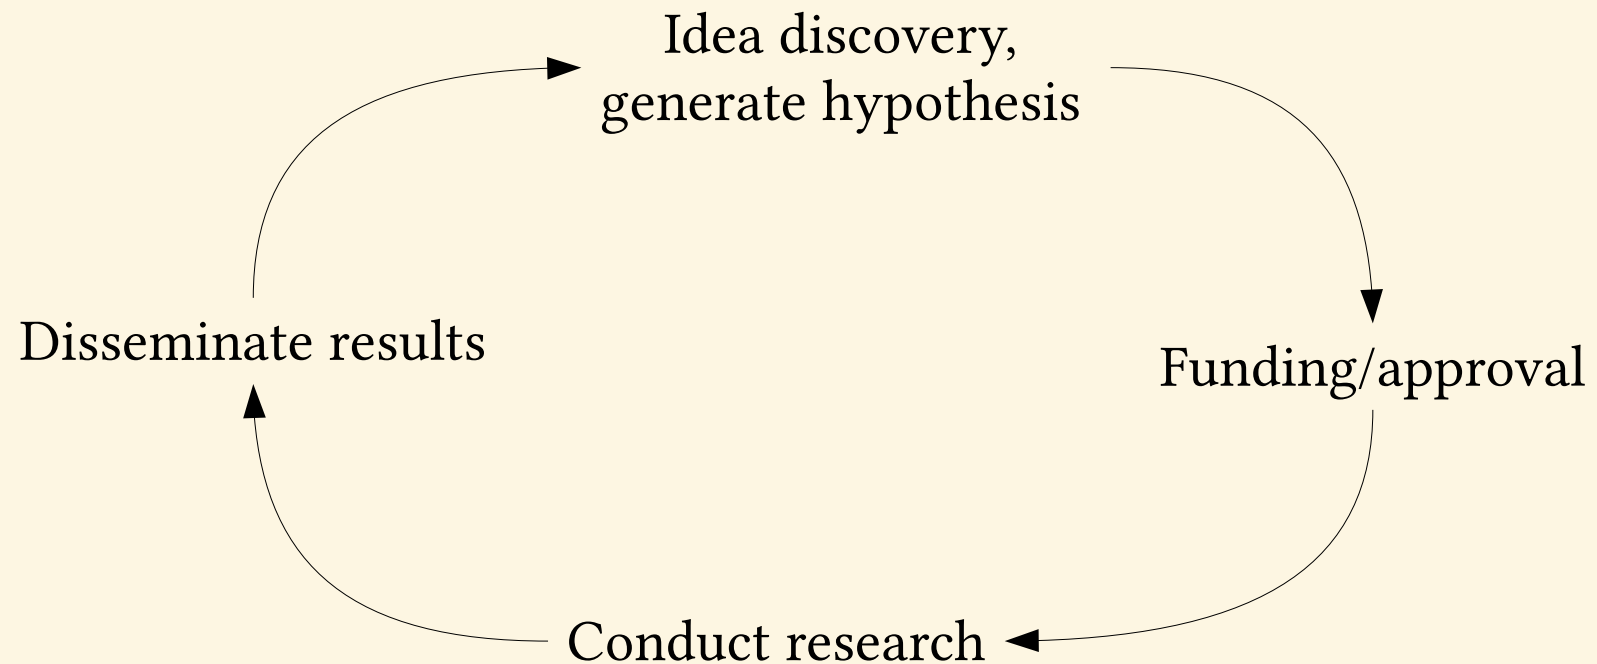 Idea discovery,
generate hypothesis
Disseminate results
Funding/approval
Conduct research